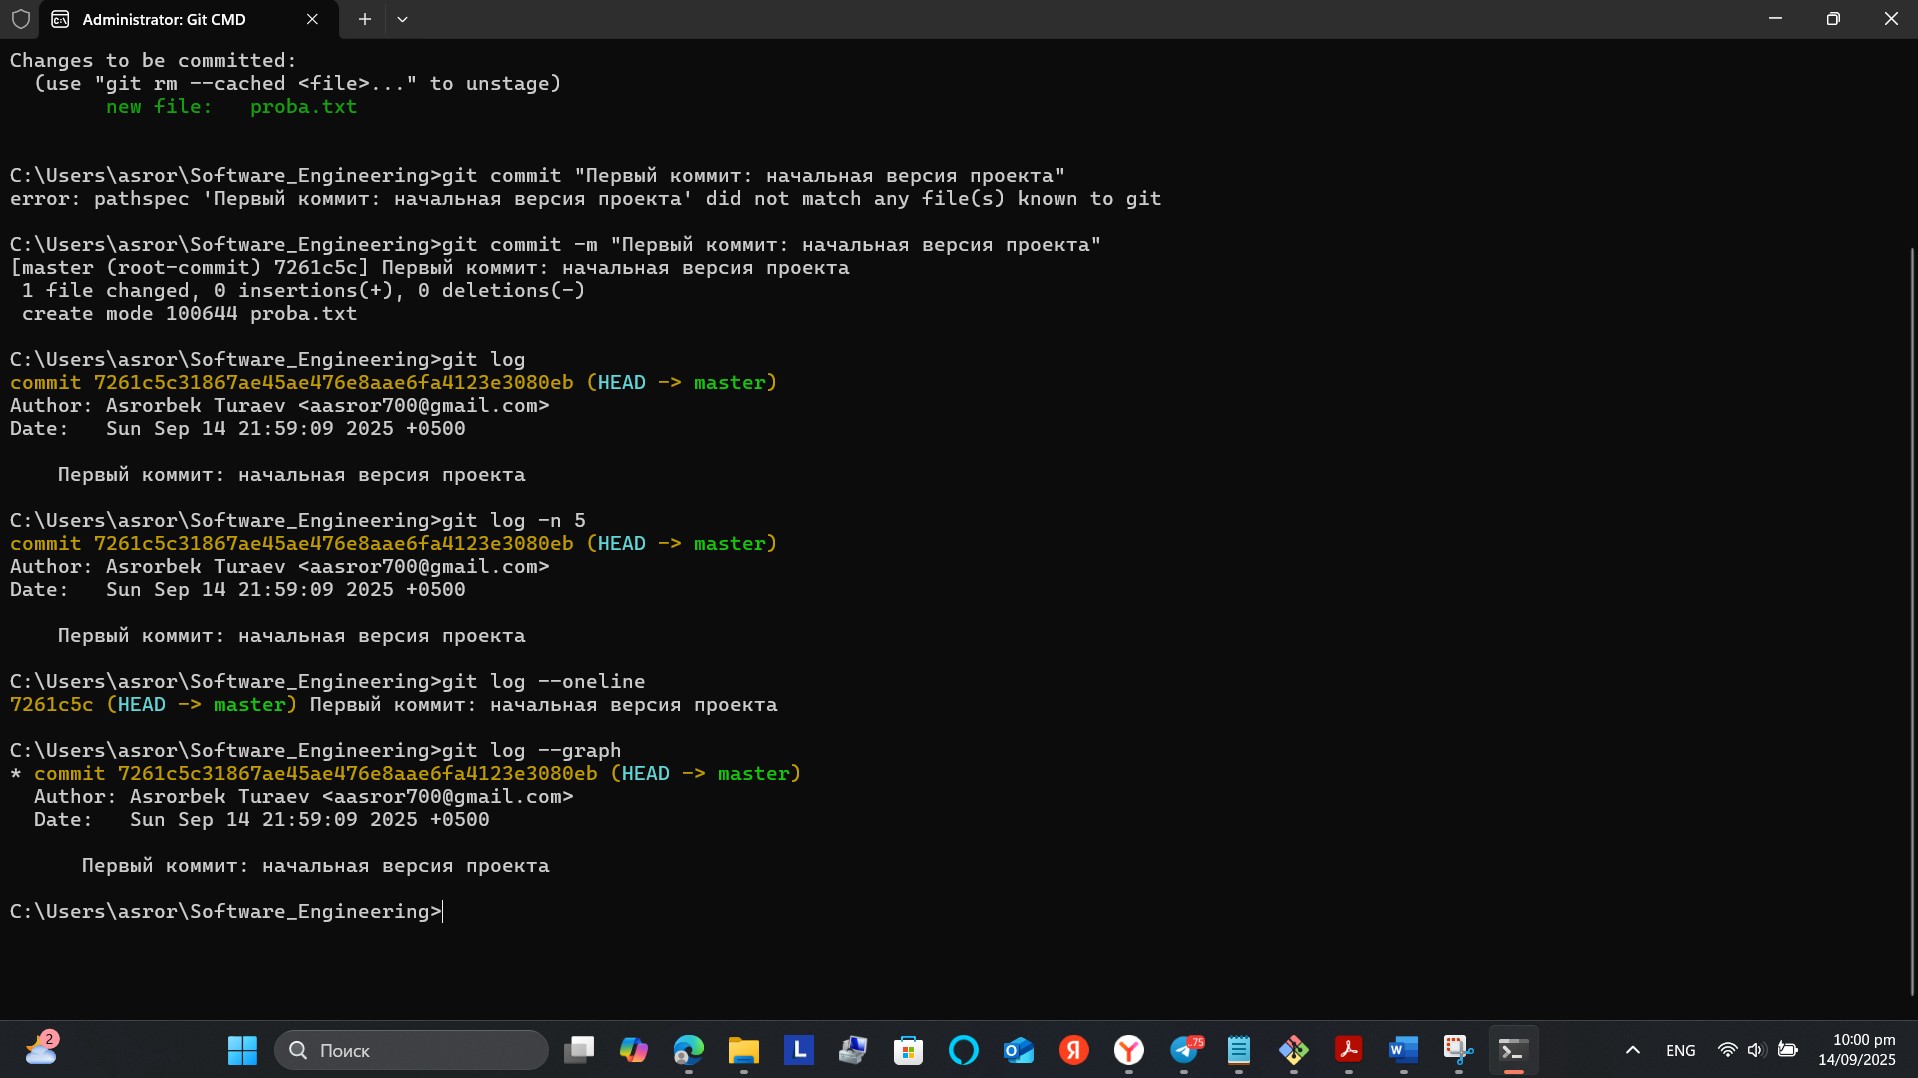 Administrator: Git CMD
Changes to be committed:
  (use "git rm --cached <file>..." to unstage)
        new file:   proba.txt
C:\Users\asror\Software_Engineering>git commit "Первый коммит: начальная версия проекта"
error: pathspec 'Первый коммит: начальная версия проекта' did not match any file(s) known to git
C:\Users\asror\Software_Engineering>git commit -m "Первый коммит: начальная версия проекта"
[master (root-commit) 7261c5c] Первый коммит: начальная версия проекта
 1 file changed, 0 insertions(+), 0 deletions(-)
 create mode 100644 proba.txt
C:\Users\asror\Software_Engineering>git log
commit 7261c5c31867ae45ae476e8aae6fa4123e3080eb (HEAD -> master)
Author: Asrorbek Turaev <aasror700@gmail.com>
Date:   Sun Sep 14 21:59:09 2025 +0500
    Первый коммит: начальная версия проекта
C:\Users\asror\Software_Engineering>git log -n 5
commit 7261c5c31867ae45ae476e8aae6fa4123e3080eb (HEAD -> master)
Author: Asrorbek Turaev <aasror700@gmail.com>
Date:   Sun Sep 14 21:59:09 2025 +0500
    Первый коммит: начальная версия проекта
C:\Users\asror\Software_Engineering>git log --oneline
7261c5c (HEAD -> master) Первый коммит: начальная версия проекта
C:\Users\asror\Software_Engineering>git log --graph
* commit 7261c5c31867ae45ae476e8aae6fa4123e3080eb (HEAD -> master)
  Author: Asrorbek Turaev <aasror700@gmail.com>
  Date:   Sun Sep 14 21:59:09 2025 +0500
      Первый коммит: начальная версия проекта
C:\Users\asror\Software_Engineering>
2
Поиск
L
O
Я
Y
.75
W
ENG
10:00 pm
14/09/2025